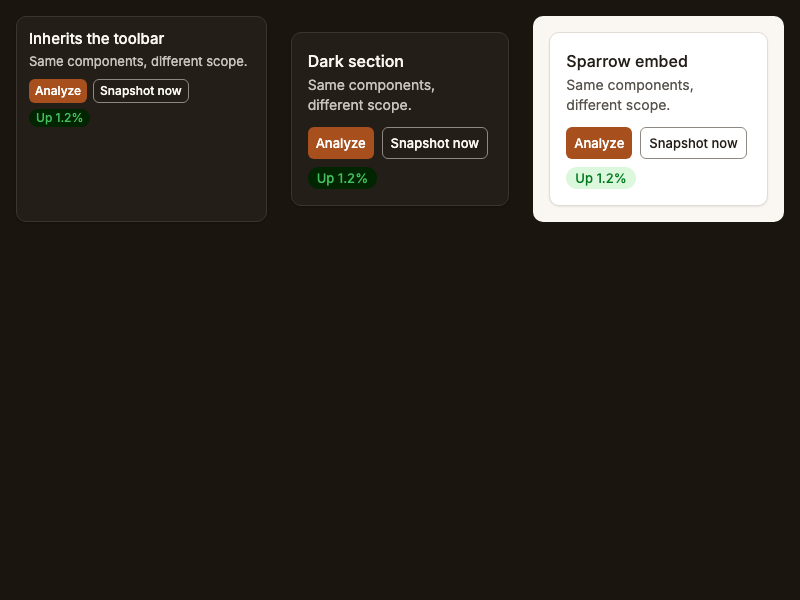 Inherits the toolbar
Same components, different scope.
Analyze
Snapshot now
Up 1.2%
Dark section
Same components,
different scope.
Analyze
Snapshot now
Up 1.2%
Sparrow embed
Same components,
different scope.
Analyze
Snapshot now
Up 1.2%